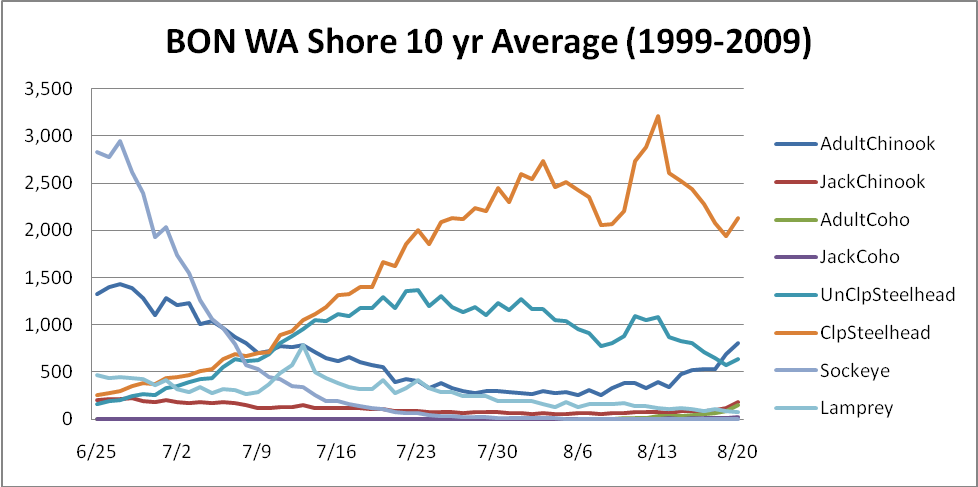 BON WA Shore 10 yr Average (1999-2009)
3,500
3,000
2,500
2,000
1,500
1,000
500
0
6/25 7/2 7/9 7/16 7/23 7/30 8/6 8/13 8/20
AdultChinook
JackChinook
AdultCoho
JackCoho
UnClpSteelhead
ClpSteelhead
Sockeye
Lamprey